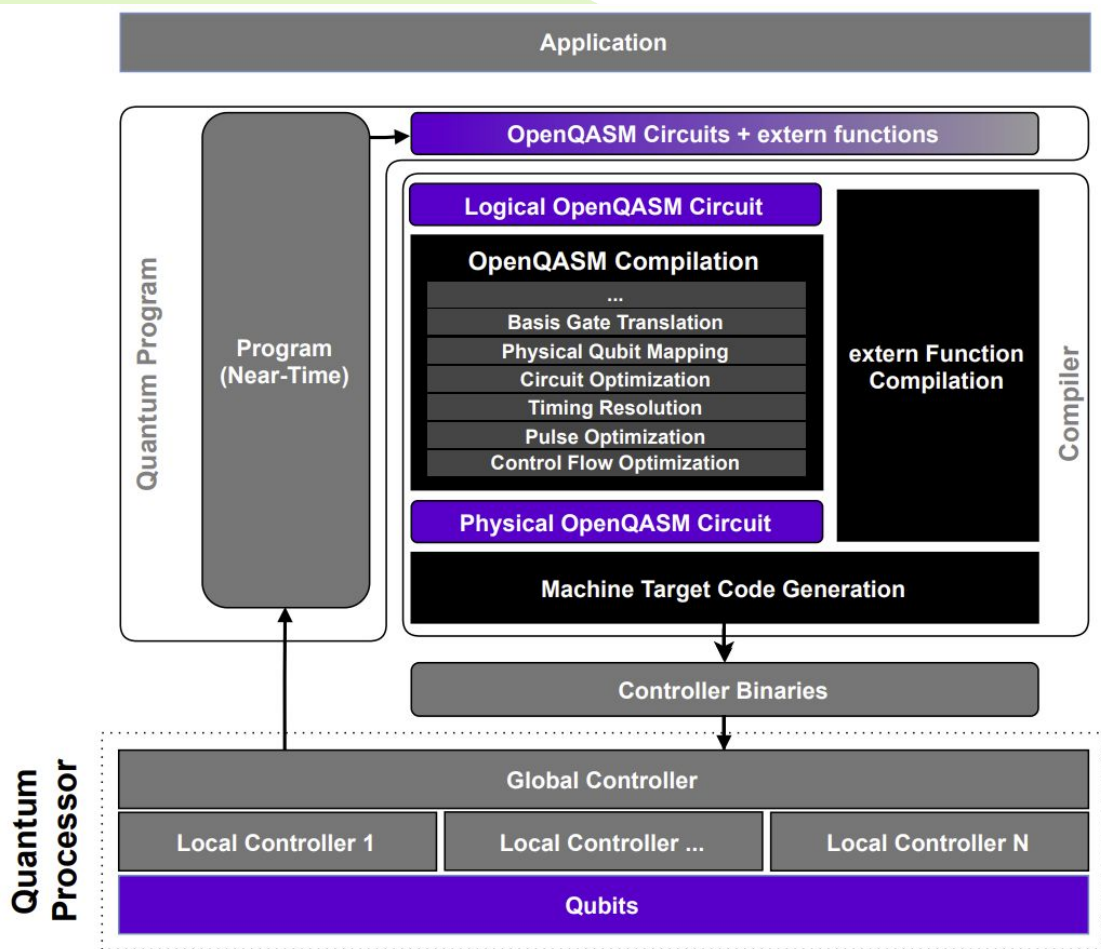 Application
OpenQASM Circuits + extern functions
Quantum Program
Program
(Near-Time)
Logical OpenQASM Circuit
OpenQASM Compilation
...
Basis Gate Translation
Physical Qubit Mapping
Circuit Optimization
Timing Resolution
Pulse Optimization
Control Flow Optimization
Physical OpenQASM Circuit
extern Function
Compilation
Compiler
Machine Target Code Generation
Controller Binaries
Quantum
Processor
Global Controller
Local Controller 1
Local Controller ...
Local Controller N
Qubits